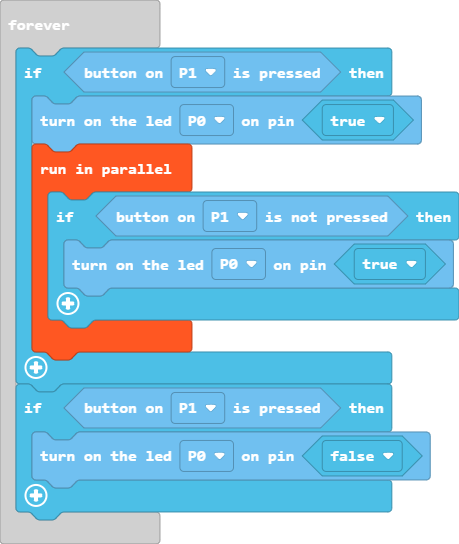 forever
if button on P1 is pressed then
turn on the led P0 on pin true
run in parallel
if button on P1 is not pressed then
turn on the led P0 on pin true
if button on P1 is pressed then
turn on the led P0 on pin false